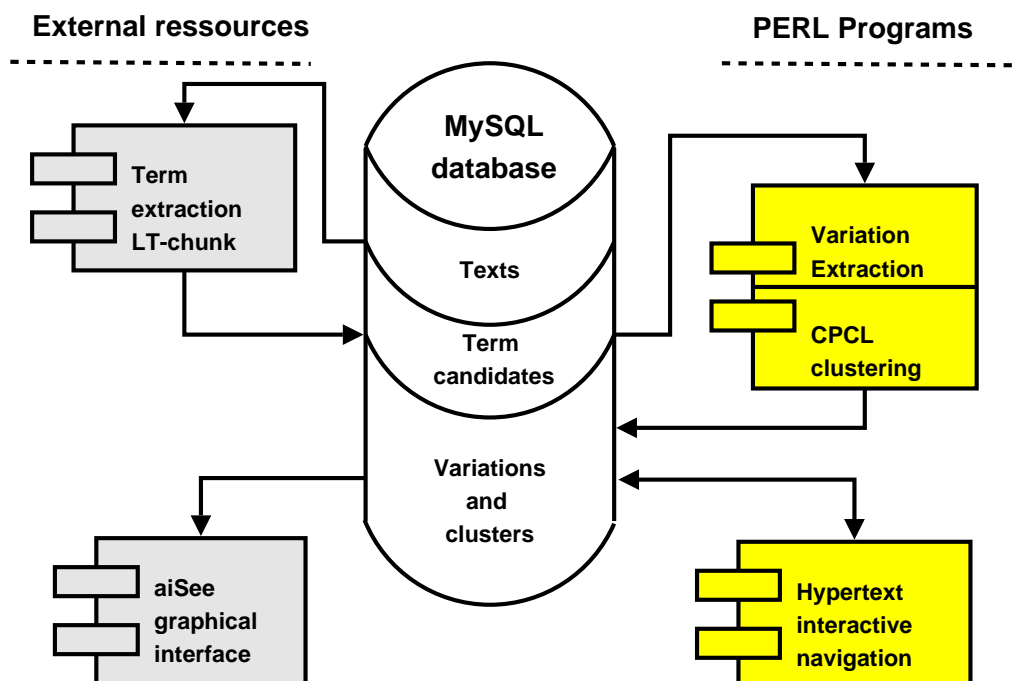 External ressources
PERL Programs
MySQL
database
Term
extraction
LT-chunk
Texts
Term
candidates
Variation
Extraction
CPCL
clustering
Variations
and
clusters
aiSee
graphical
interface
Hypertext
interactive
navigation